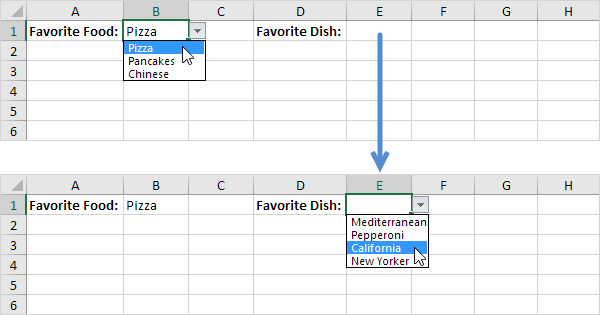 A B C D E F G H
1 Favorite Food: Pizza Favorite Dish:
2 Pizza
3 Pancakes
Chinese
4
5
6
A B C D E F G H
1 Favorite Food: Pizza Favorite Dish:
2 Mediterranean
Pepperoni
3 California
New Yorker
4
5
6